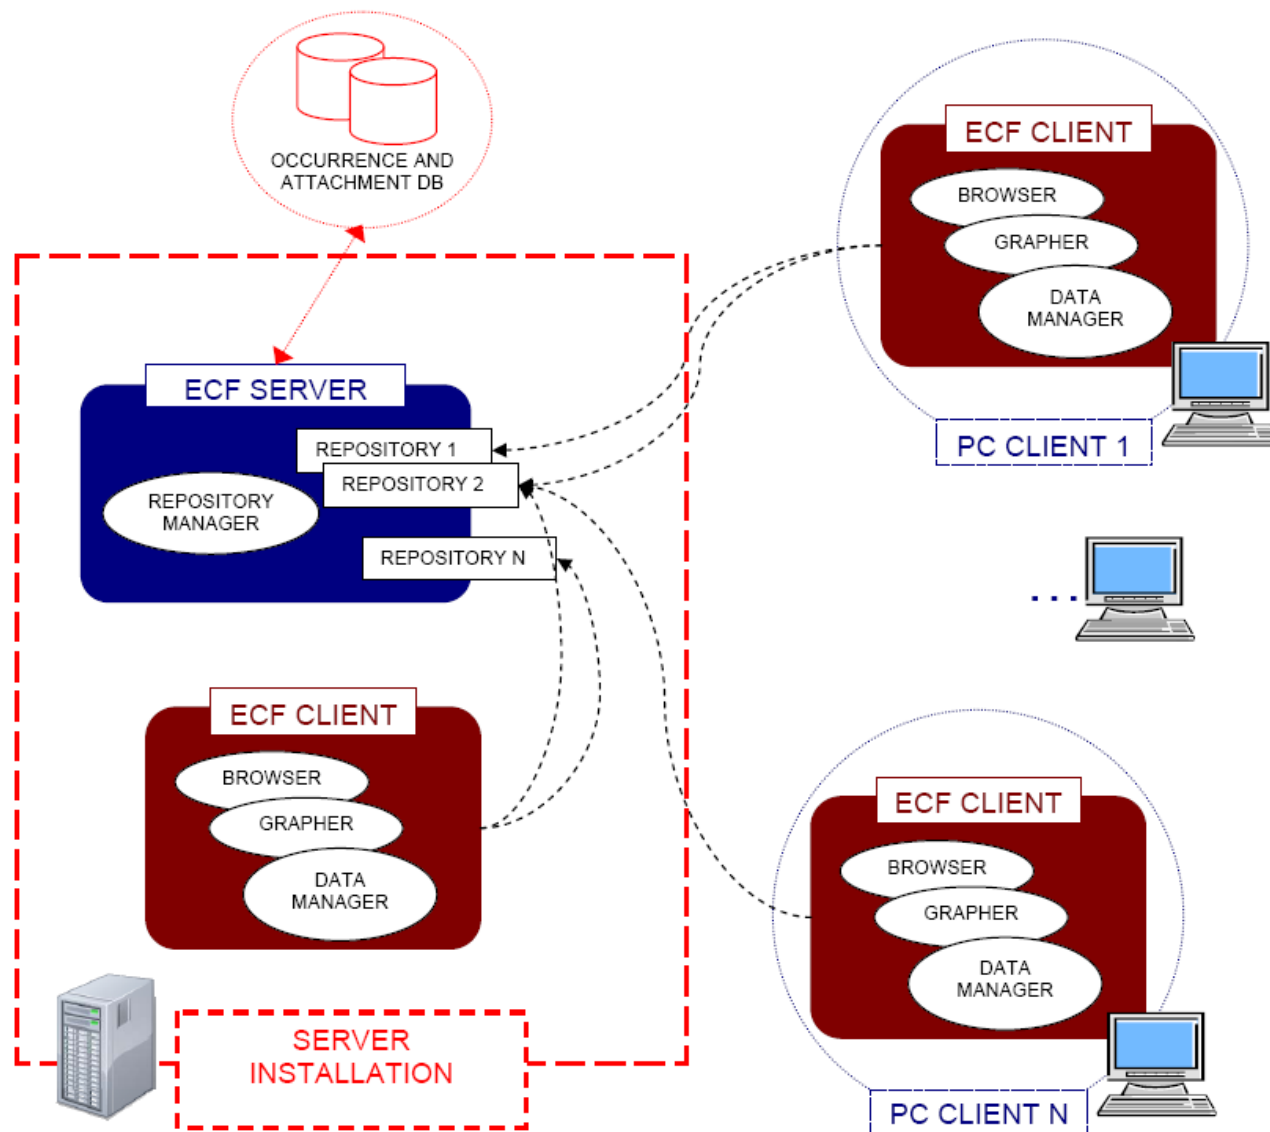 OCCURRENCE AND
ATTACHMENT DB
ECF CLIENT
BROWSER
GRAPHER
DATA
MANAGER
PC CLIENT 1
ECF SERVER
REPOSITORY 1
REPOSITORY 2
REPOSITORY
MANAGER
REPOSITORY N
...
ECF CLIENT
BROWSER
GRAPHER
DATA
MANAGER
ECF CLIENT
BROWSER
GRAPHER
DATA
MANAGER
PC CLIENT N
SERVER
INSTALLATION